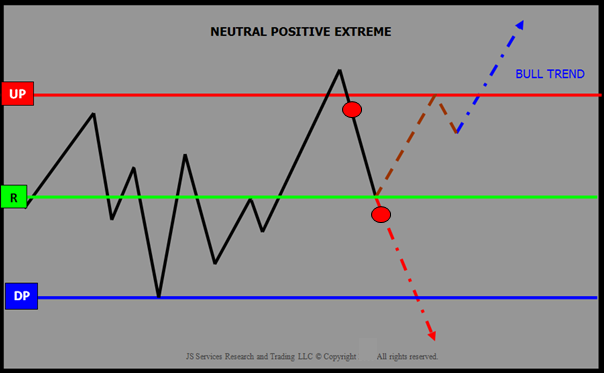 NEUTRAL POSITIVE EXTREME
BULL TREND
UP
R
DP
JS Services Research and Trading LLC © Copyright All rights reserved.